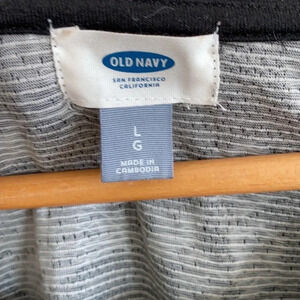 OLD NAVY
SAN FRANCISCO
CALIFORNIA
L
G
MADE IN
CAMBODIA